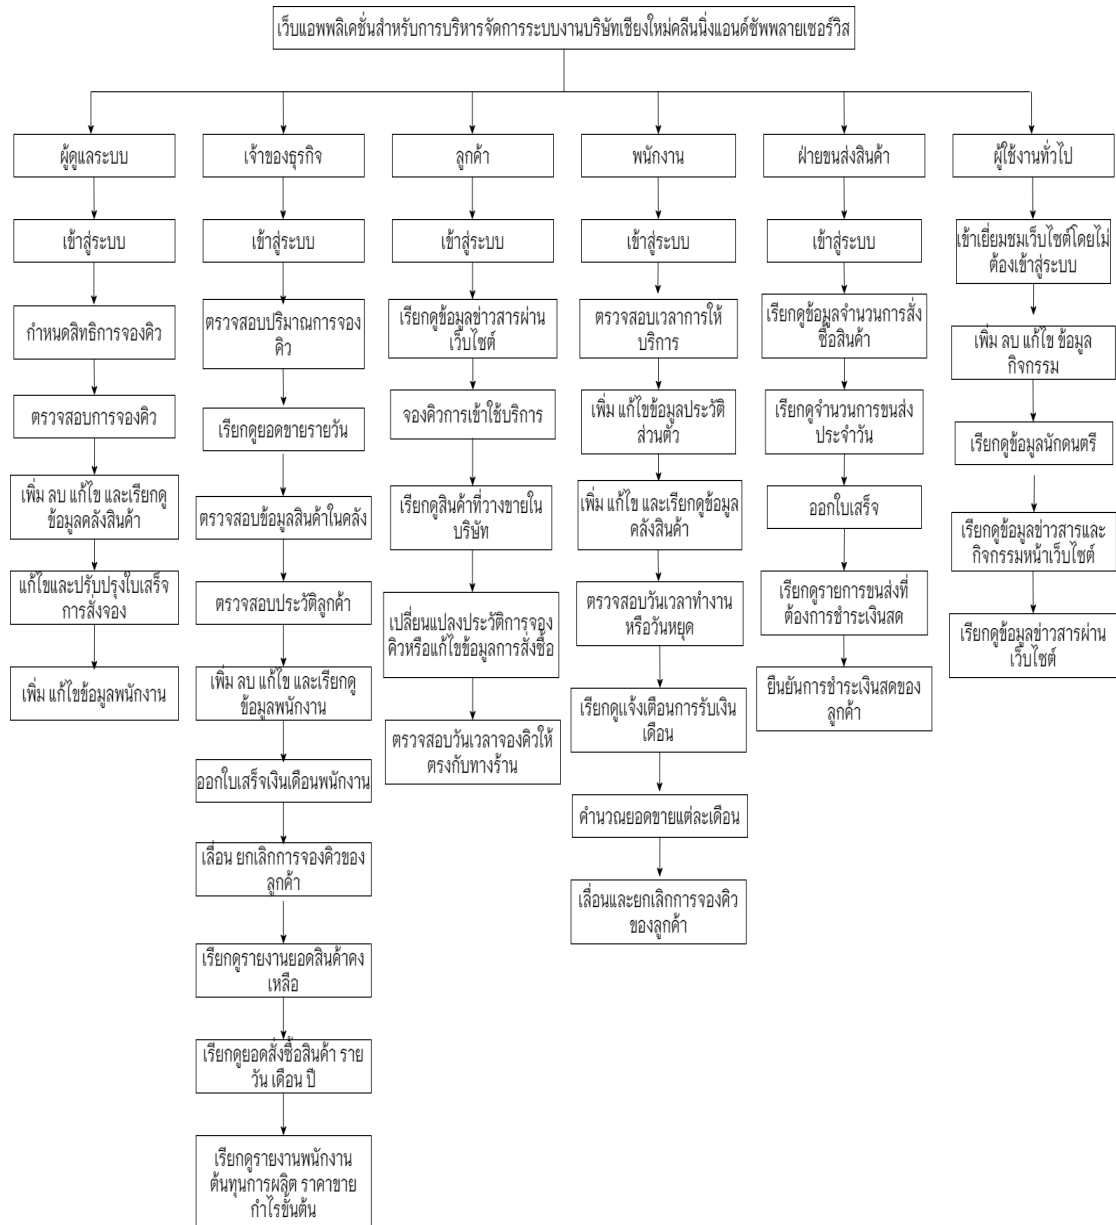 เว็บแอพพลิเคชั่นสำหรับการบริหารจัดการระบบงานบริษัทเชียงใหม่คลีนนิ่งแอนด์ซัพพลายเซอร์วิส
ผู้ดูแลระบบ
เข้าสู่ระบบ
กำหนดสิทธิการจองคิว
ตรวจสอบการจองคิว
เพิ่ม ลบ แก้ไข และเรียกดู
ข้อมูลคลังสินค้า
แก้ไขและปรับปรุงใบเสร็จ
การสั่งจอง
เพิ่ม แก้ไขข้อมูลพนักงาน
เจ้าของธุรกิจ
เข้าสู่ระบบ
ตรวจสอบปริมาณการจอง
คิว
เรียกดูยอดขายรายวัน
ตรวจสอบข้อมูลสินค้าในคลัง
ตรวจสอบประวัติลูกค้า
เพิ่ม ลบ แก้ไข และเรียกดู
ข้อมูลพนักงาน
ออกใบเสร็จเงินเดือนพนักงาน
เลื่อน ยกเลิกการจองคิวของ
ลูกค้า
เรียกดูรายงานยอดสินค้าคง
เหลือ
เรียกดูยอดสั่งซื้อสินค้า ราย
วัน เดือน ปี
เรียกดูรายงานพนักงาน
ต้นทุนการผลิต ราคาขาย
กำไรขั้นต้น
ลูกค้า
เข้าสู่ระบบ
เรียกดูข้อมูลข่าวสารผ่าน
เว็บไซต์
จองคิวการเข้าใช้บริการ
เรียกดูสินค้าที่วางขายใน
บริษัท
เปลี่ยนแปลงประวัติการจอง
คิวหรือแก้ไขข้อมูลการสั่งซื้อ
ตรวจสอบวันเวลาจองคิวให้
ตรงกับทางร้าน
พนักงาน
เข้าสู่ระบบ
ตรวจสอบเวลาการให้
บริการ
เพิ่ม แก้ไขข้อมูลประวัติ
ส่วนตัว
เพิ่ม แก้ไข และเรียกดูข้อมูล
คลังสินค้า
ตรวจสอบวันเวลาทำงาน
หรือวันหยุด
เรียกดูแจ้งเตือนการรับเงิน
เดือน
คำนวณยอดขายแต่ละเดือน
เลื่อนและยกเลิกการจองคิว
ของลูกค้า
ฝ่ายขนส่งสินค้า
เข้าสู่ระบบ
เรียกดูข้อมูลจำนวนการสั่ง
ซื้อสินค้า
เรียกดูจำนวนการขนส่ง
ประจำวัน
ออกใบเสร็จ
เรียกดูรายการขนส่งที่
ต้องการชำระเงินสด
ยืนยันการชำระเงินสดของ
ลูกค้า
ผู้ใช้งานทั่วไป
เข้าเยี่ยมชมเว็บไซต์โดยไม่
ต้องเข้าสู่ระบบ
เพิ่ม ลบ แก้ไข ข้อมูล
กิจกรรม
เรียกดูข้อมูลนักดนตรี
เรียกดูข้อมูลข่าวสารและ
กิจกรรมหน้าเว็บไซต์
เรียกดูข้อมูลข่าวสารผ่าน
เว็บไซต์